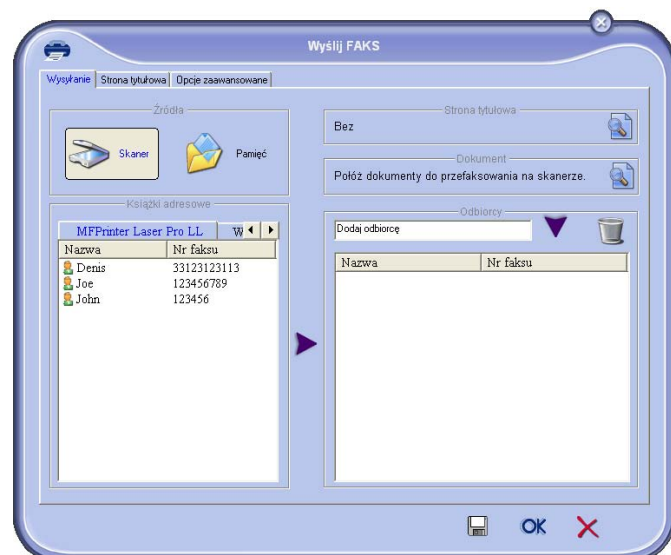 Wyślij FAKS
Wysyłanie Strona tytułowa Opcje zaawansowane
Źródła
Skaner Pamięć
Książki adresowe
MFPrinter Laser Pro LL W
Nazwa Nr faksu
Denis 33123123113
Joe 123456789
John 123456
Strona tytułowa
Bez
Dokument
Połóż dokumenty do przefaksowania na skanerze.
Odbiorcy
Dodaj odbiorcę
Nazwa Nr faksu
OK